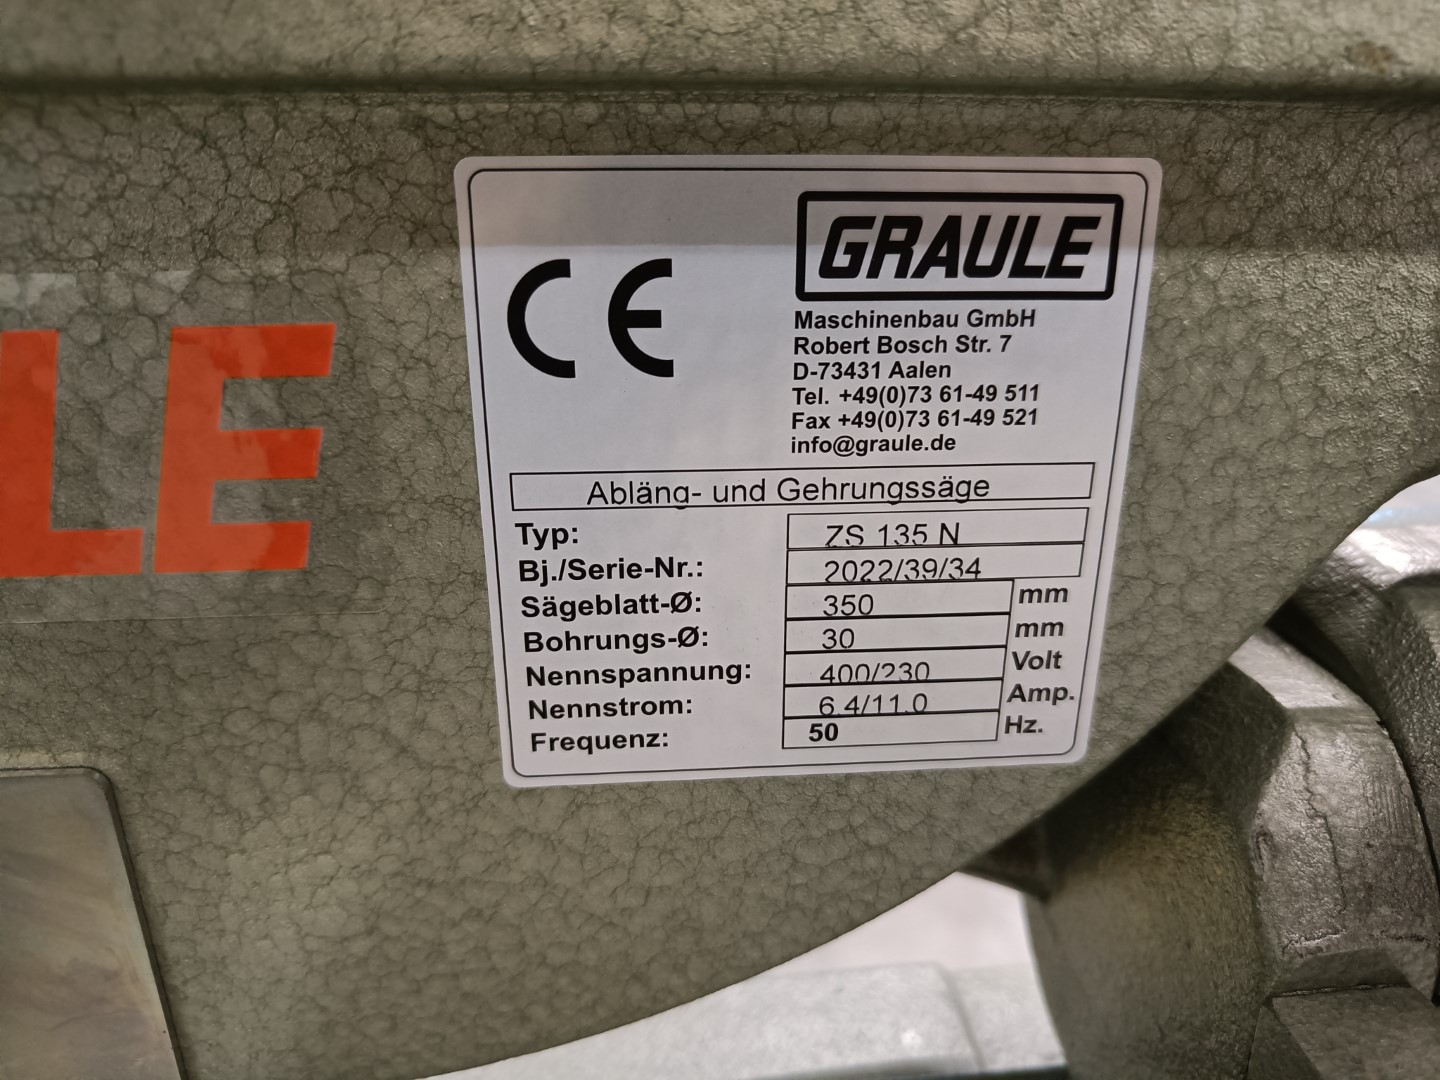 LE
CE
GRAULE
Maschinenbau GmbH
Robert Bosch Str. 7
D-73431 Aalen
Tel. +49(0)73 61-49 511
Fax +49(0)73 61-49 521
info@graule.de
Abläng- und Gehrungssäge
Typ: ZS 135 N
Bj./Serie-Nr.: 2022/39/34
Sägeblatt-Ø: 350 mm
Bohrungs-Ø: 30 mm
Nennspannung: 400/230 Volt
Nennstrom: 6.4/11.0 Amp.
Frequenz: 50 Hz.